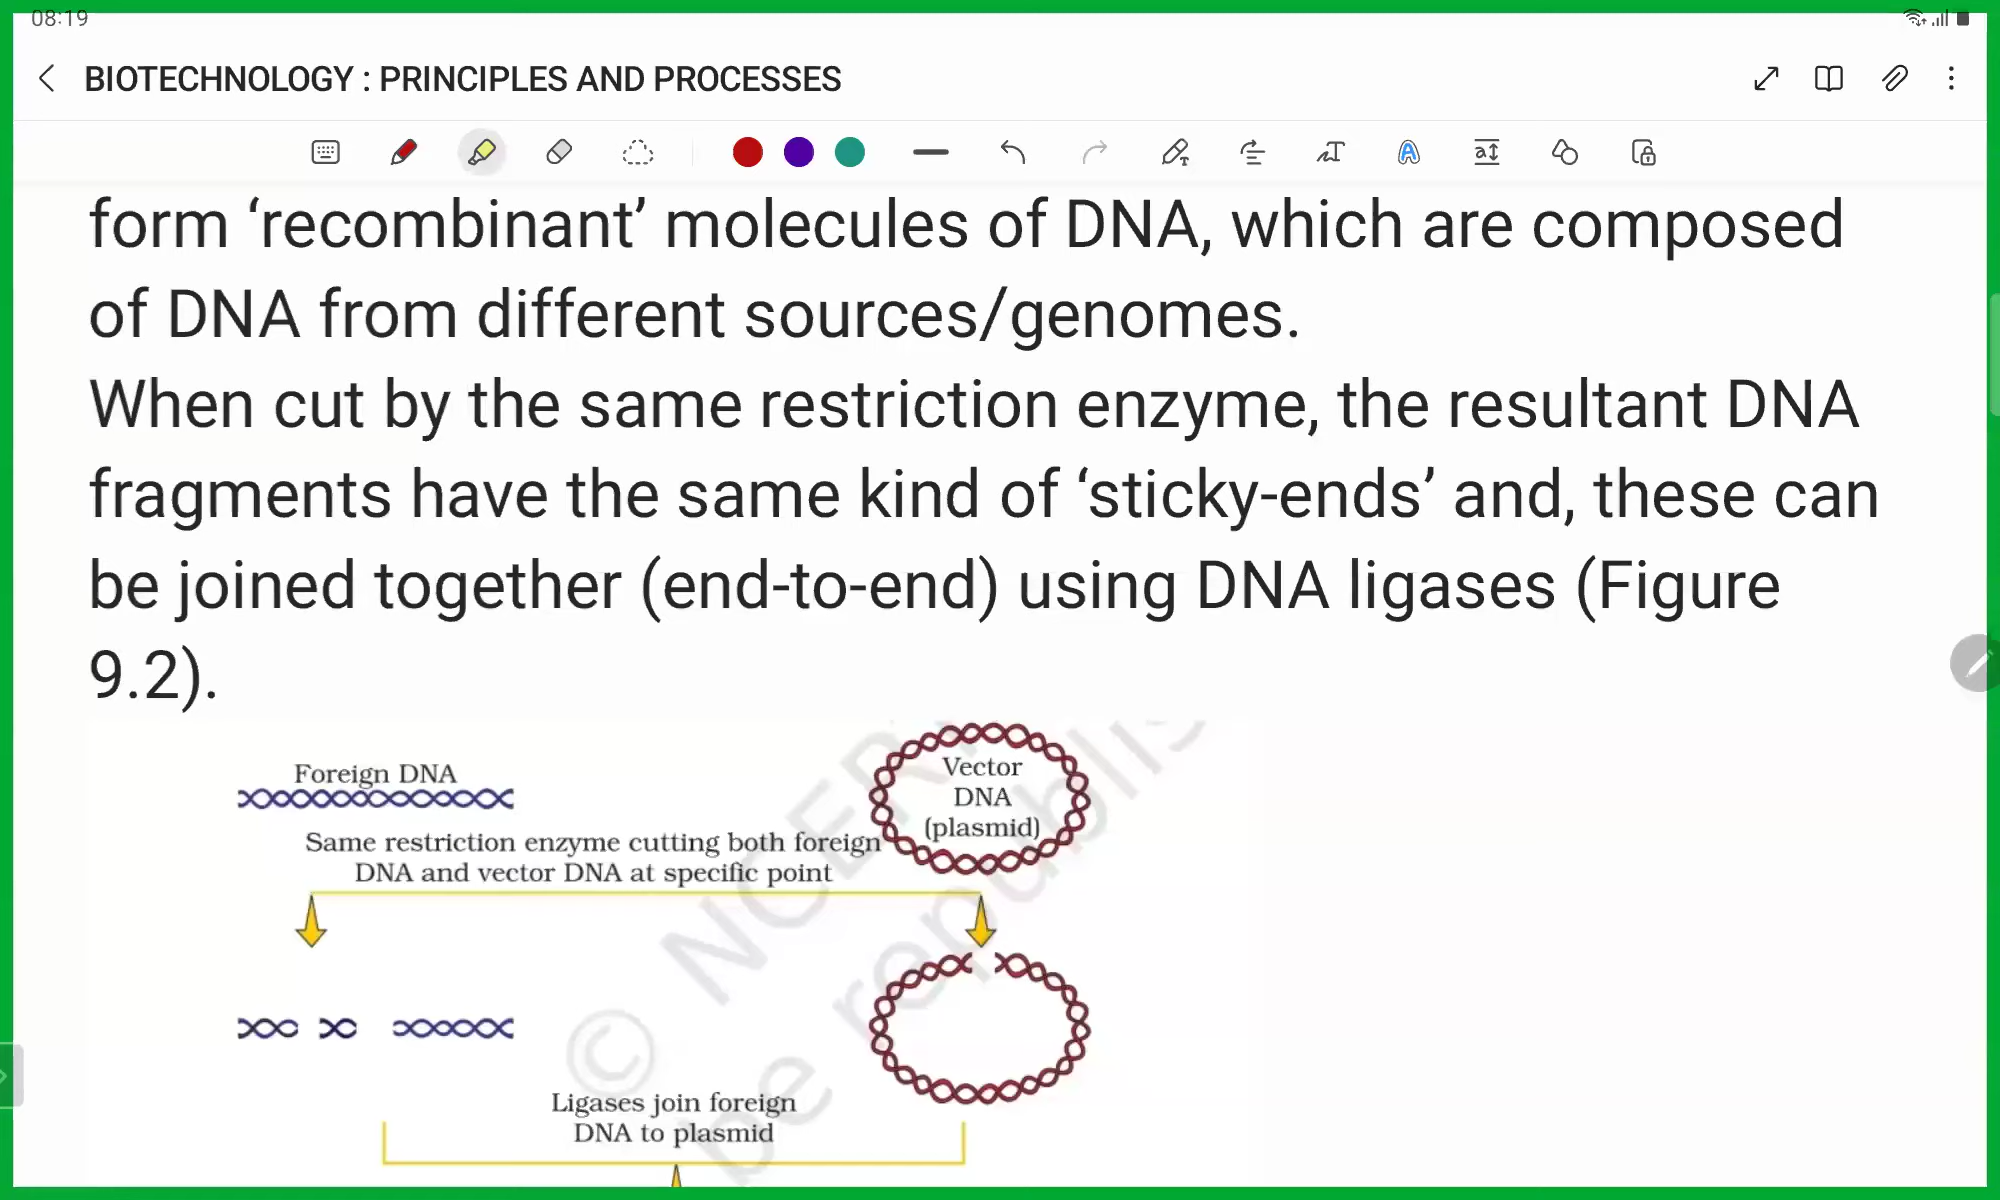 08:19
BIOTECHNOLOGY : PRINCIPLES AND PROCESSES
form ‘recombinant’ molecules of DNA, which are composed
of DNA from different sources/genomes.
When cut by the same restriction enzyme, the resultant DNA
fragments have the same kind of ‘sticky-ends’ and, these can
be joined together (end-to-end) using DNA ligases (Figure
9.2).
Foreign DNA
Vector
DNA
(plasmid)
Same restriction enzyme cutting both foreign
DNA and vector DNA at specific point
Ligases join foreign
DNA to plasmid
© NCER
be republis